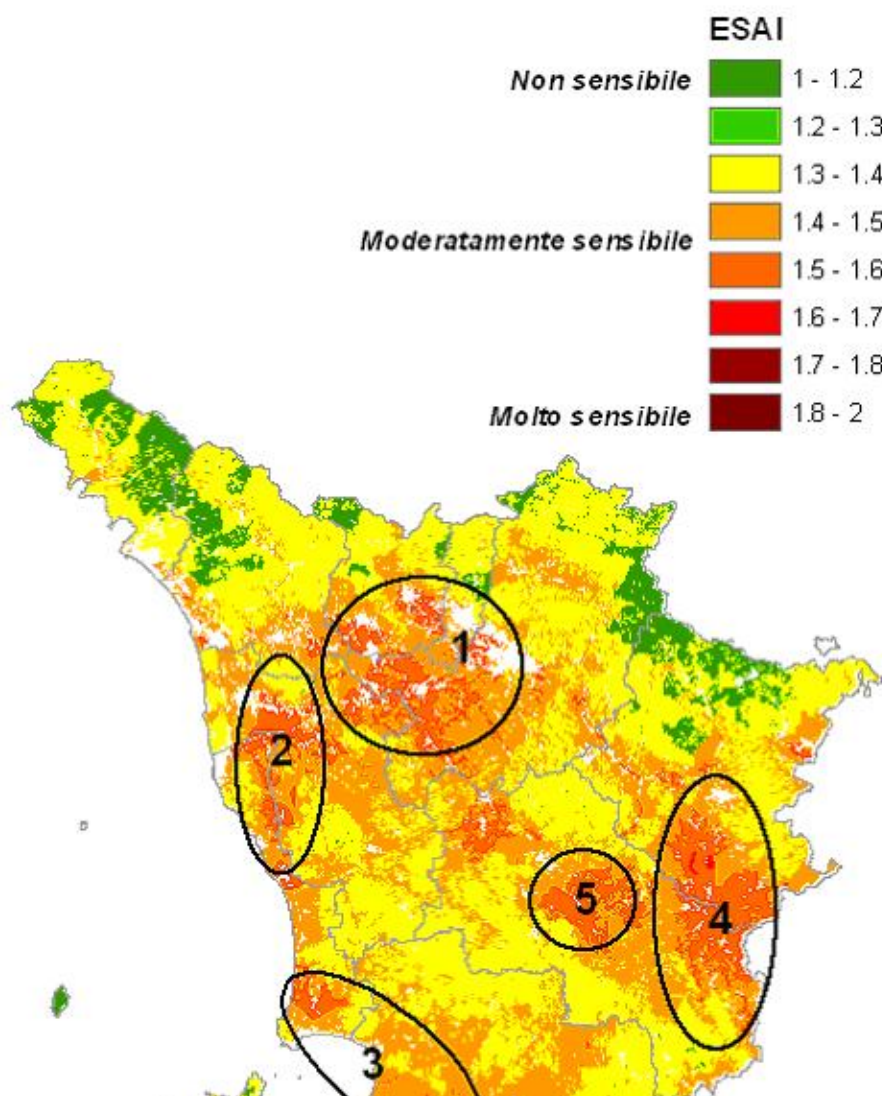 ESAI
Non sensibile 1 - 1.2
1.2 - 1.3
1.3 - 1.4
Moderatamente sensibile 1.4 - 1.5
1.5 - 1.6
1.6 - 1.7
1.7 - 1.8
Molto sensibile 1.8 - 2
1
2
5
4
3